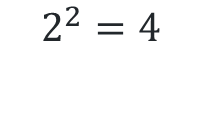 2² = 4